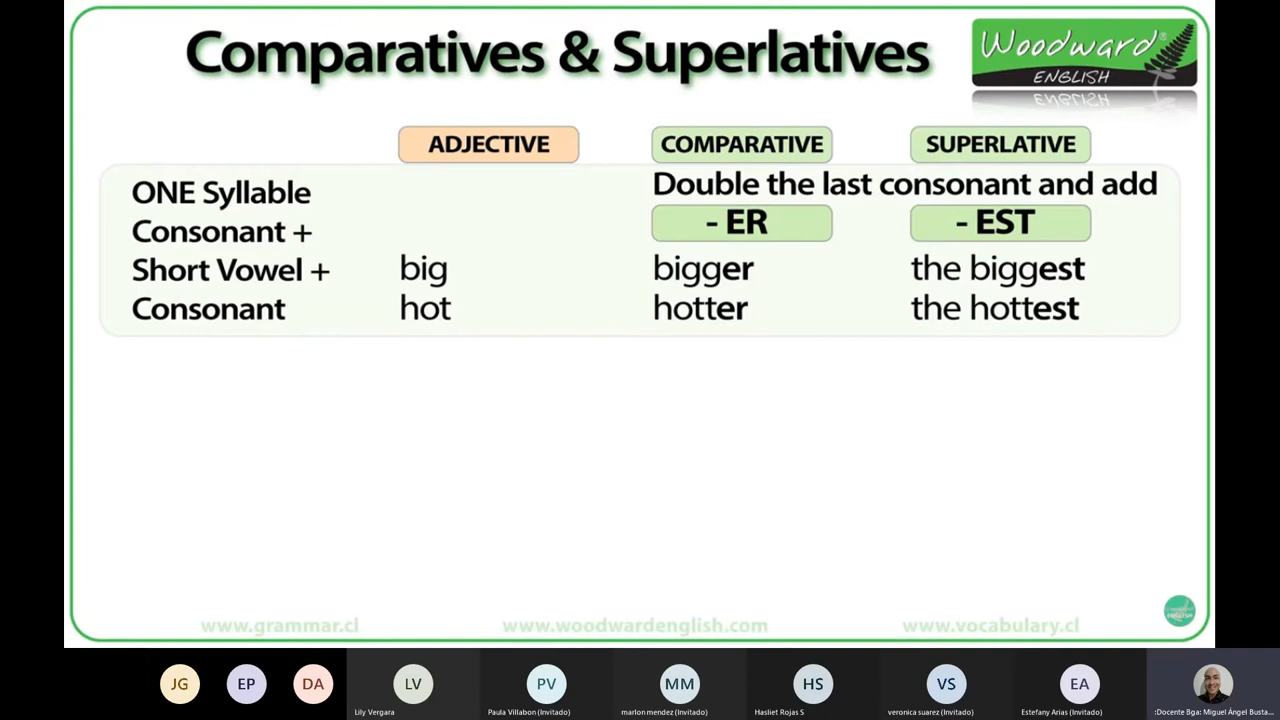 Comparatives & Superlatives
Woodward®
ENGLISH
ADJECTIVE COMPARATIVE SUPERLATIVE
ONE Syllable Double the last consonant and add
Consonant + - ER - EST
Short Vowel + big bigger the biggest
Consonant hot hotter the hottest
www.grammar.cl www.woodwardenglish.com www.vocabulary.cl
JG EP DA LV PV MM HS VS EA
Lily Vergara Paula Villabon (Invitado) marlon mendez (Invitado) Hasliet Rojas S veronica suarez (Invitado) Estefany Arias (Invitado) :Docente Bga: Miguel Ángel Busta...